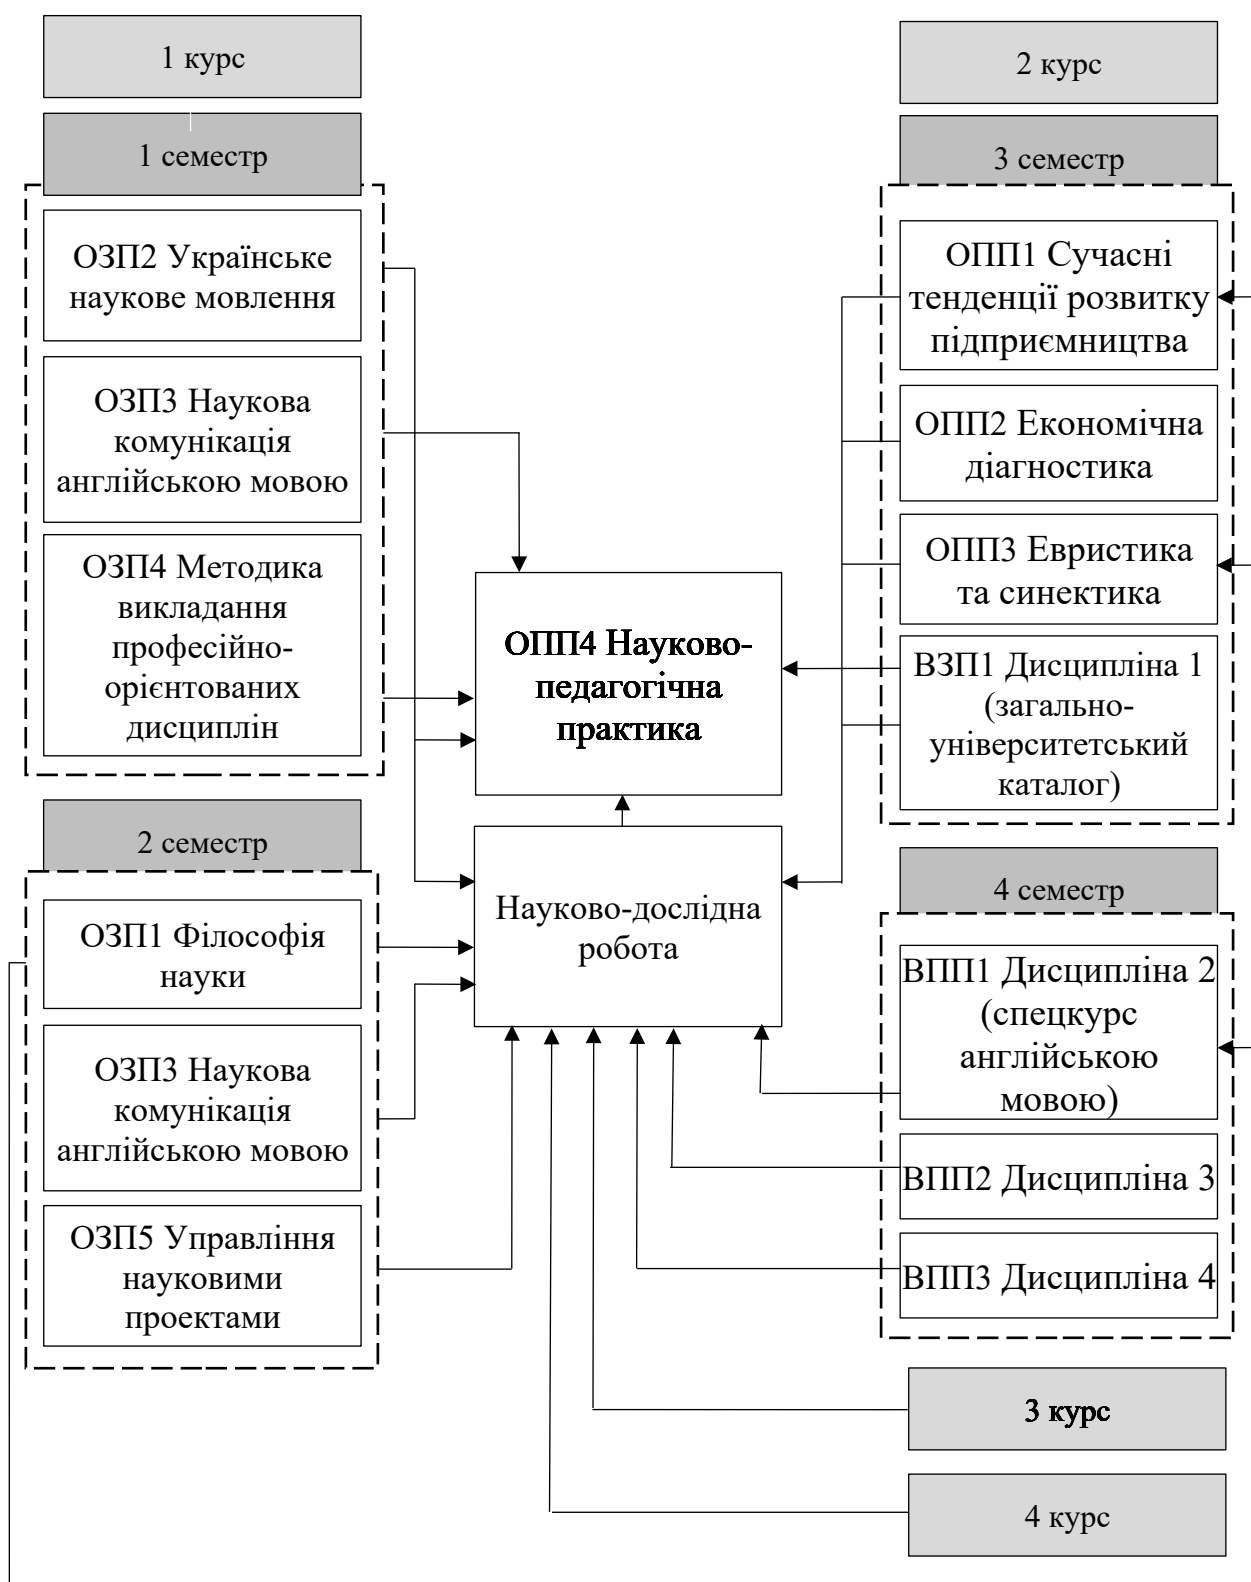 1 курс
1 семестр
ОЗП2 Українське
наукове мовлення
ОЗП3 Наукова
комунікація
англійською мовою
ОЗП4 Методика
викладання
професійно-
орієнтованих
дисциплін
2 семестр
ОЗП1 Філософія
науки
ОЗП3 Наукова
комунікація
англійською мовою
ОЗП5 Управління
науковими
проектами
ОПП4 Науково-
педагогічна
практика
Науково-дослідна
робота
2 курс
3 семестр
ОПП1 Сучасні
тенденції розвитку
підприємництва
ОПП2 Економічна
діагностика
ОПП3 Евристика
та синектика
ВЗП1 Дисципліна 1
(загально-
університетський
каталог)
4 семестр
ВПП1 Дисципліна 2
(спецкурс
англійською
мовою)
ВПП2 Дисципліна 3
ВПП3 Дисципліна 4
3 курс
4 курс